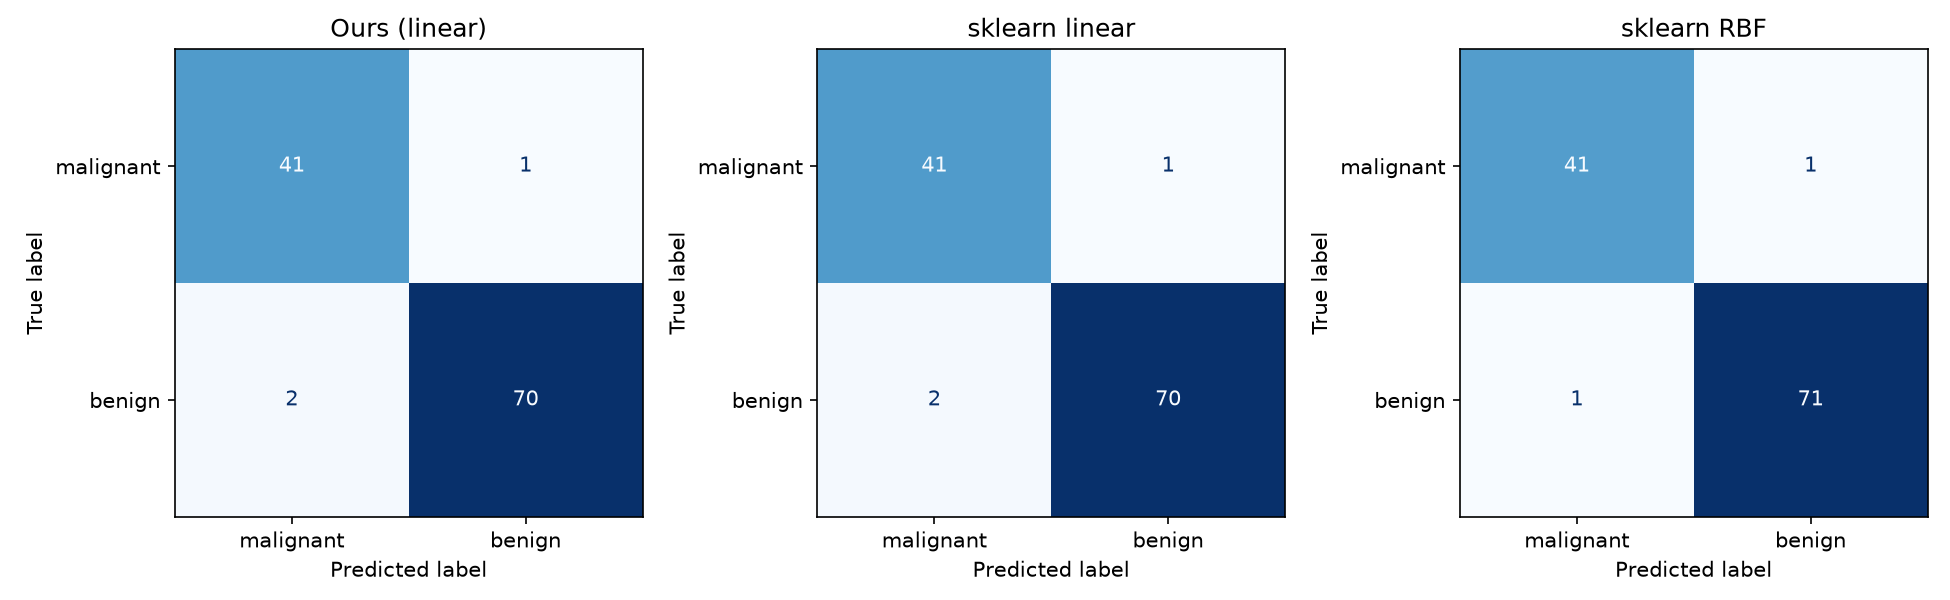 Ours (linear)
True label
malignant
41
1
benign
2
70
malignant
benign
Predicted label
sklearn linear
True label
malignant
41
1
benign
2
70
malignant
benign
Predicted label
sklearn RBF
True label
malignant
41
1
benign
1
71
malignant
benign
Predicted label